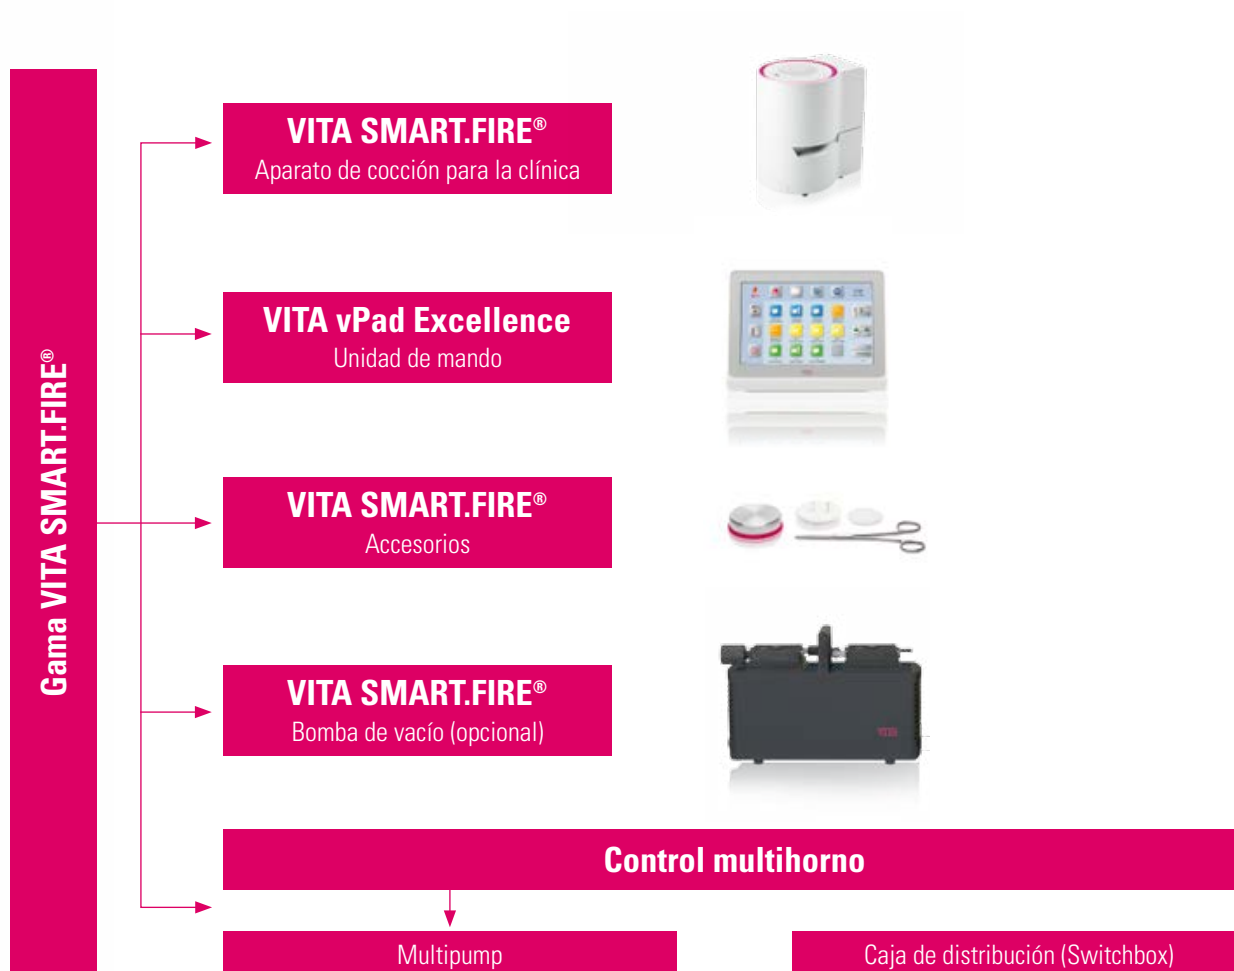 Gama VITA SMART.FIRE®
VITA SMART.FIRE®
Aparato de cocción para la clínica
VITA vPad Excellence
Unidad de mando
VITA SMART.FIRE®
Accesorios
VITA SMART.FIRE®
Bomba de vacío (opcional)
VITA
Control multihorno
Multipump
Caja de distribución (Switchbox)